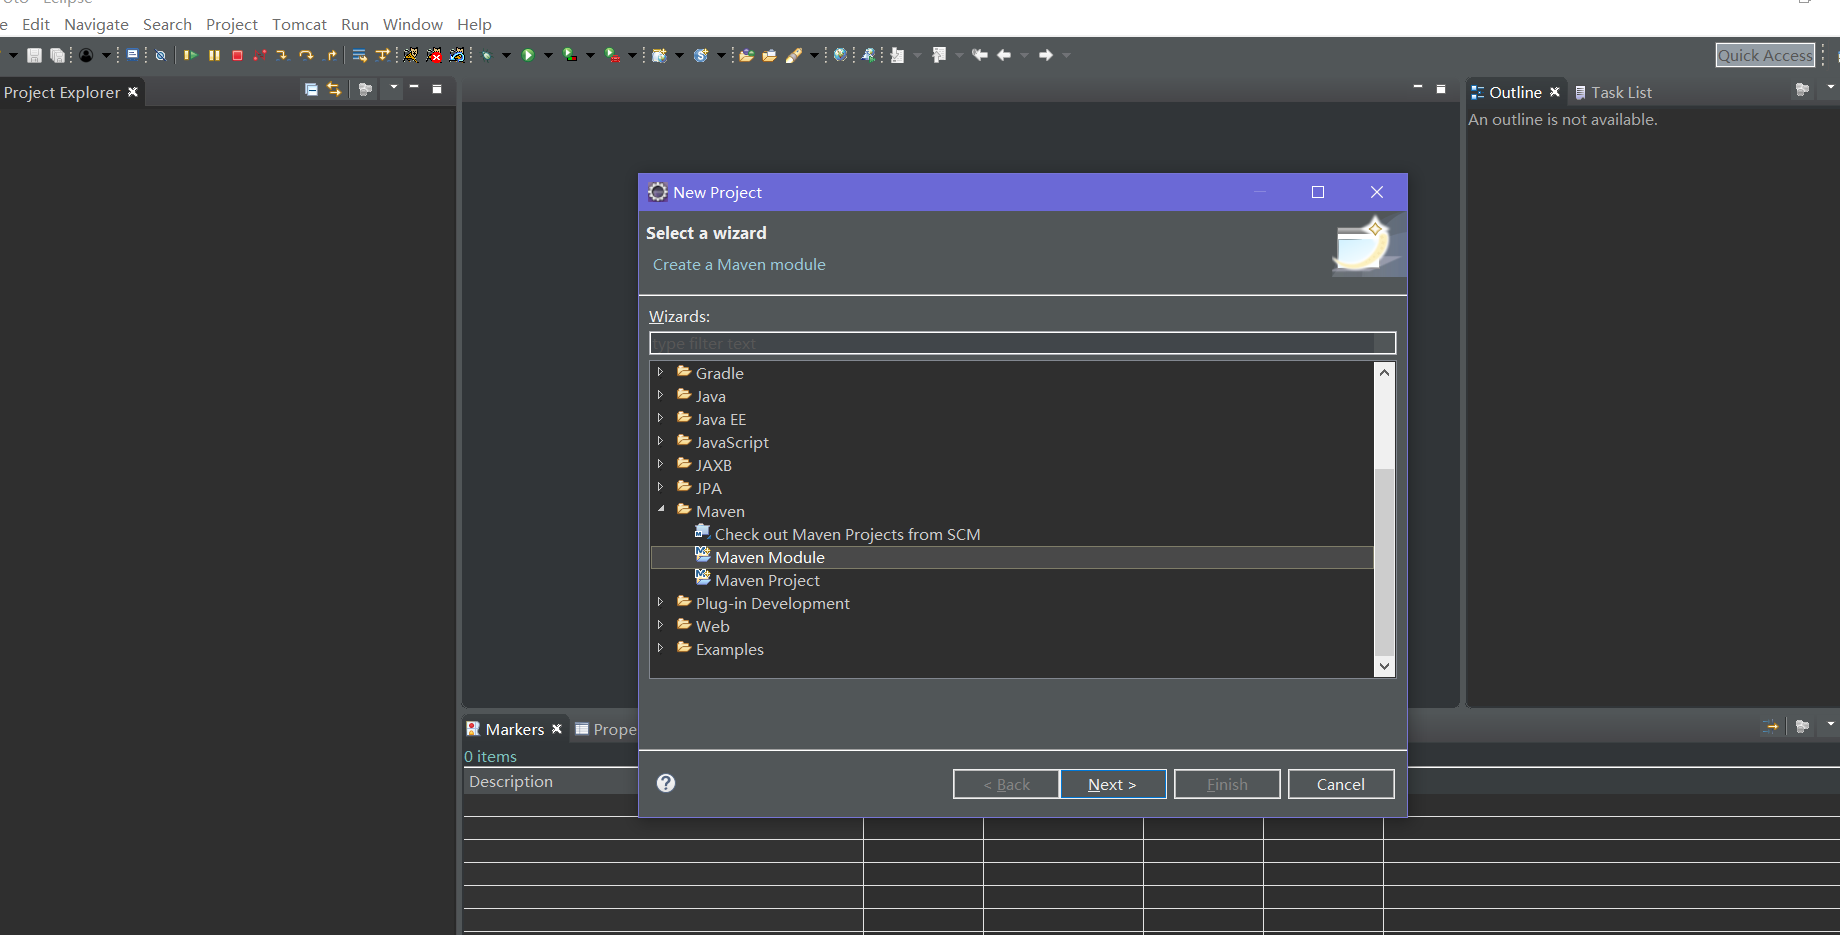 Edit Navigate Search Project Tomcat Run Window Help
Quick Access
Project Explorer
Outline Task List
An outline is not available.
New Project
Select a wizard
Create a Maven module
Wizards:
type filter text
Gradle
Java
Java EE
JavaScript
JAXB
JPA
Maven
Check out Maven Projects from SCM
Maven Module
Maven Project
Plug-in Development
Web
Examples
Markers Prope
0 items
Description
< Back Next > Finish Cancel